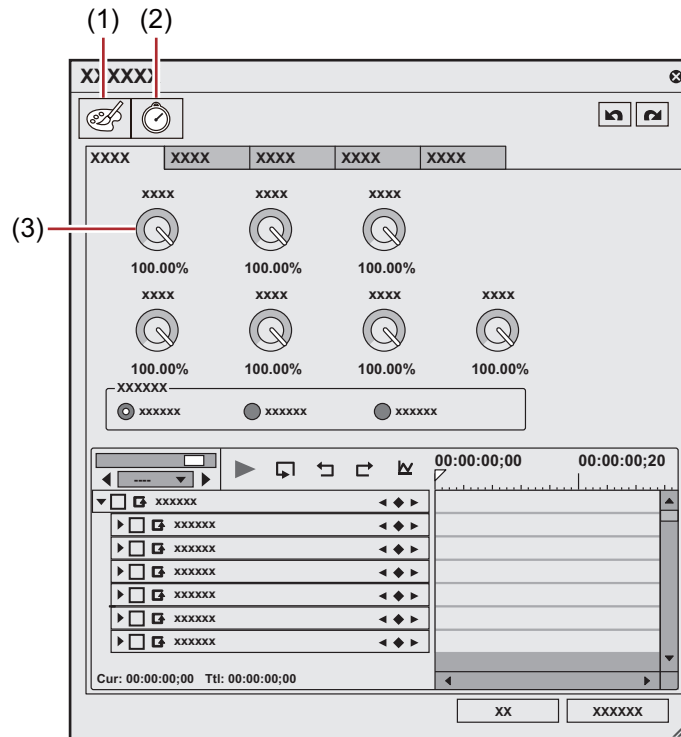 (1) (2)
XXXXXX
XXXX XXXX XXXX XXXX XXXX
(3)
xxxx xxxx xxxx
100.00% 100.00% 100.00%
xxxx xxxx xxxx xxxx
100.00% 100.00% 100.00% 100.00%
XXXXXX
xxxxxx xxxxxx xxxxxx
00:00:00;00 00:00:00;20
----
xxxxxx
xxxxxx
xxxxxx
xxxxxx
xxxxxx
xxxxxx
xxxxxx
Cur: 00:00:00;00 Ttl: 00:00:00;00
XX XXXXXX